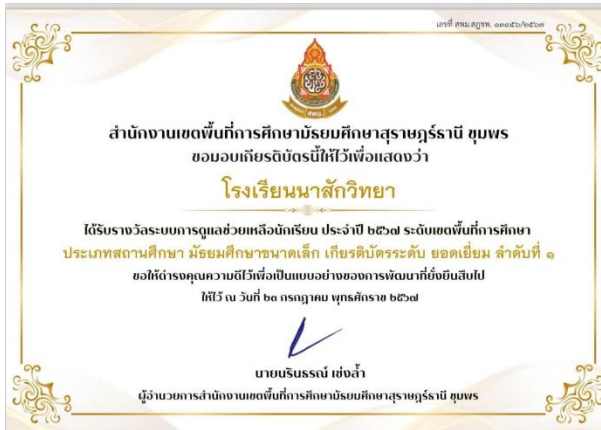 เลขที่ สพม.สฎชพ. ๑๓๑๕๖/๒๕๖๗
สพฐ.
สำนักงานเขตพื้นที่การศึกษามัธยมศึกษาสุราษฎร์ธานี ชุมพร
ขอมอบเกียรติบัตรนี้ให้ไว้เพื่อแสดงว่า
โรงเรียนนาสักวิทยา
ได้รับรางวัลระบบการดูแลช่วยเหลือนักเรียน ประจำปี ๒๕๖๗ ระดับเขตพื้นที่การศึกษา
ประเภทสถานศึกษา มัธยมศึกษาขนาดเล็ก เกียรติบัตรระดับ ยอดเยี่ยม ลำดับที่ ๑
ขอให้ดำรงคุณความดีไว้เพื่อเป็นแบบอย่างของการพัฒนาที่ยั่งยืนสืบไป
ให้ไว้ ณ วันที่ ๒๓ กรกฎาคม พุทธศักราช ๒๕๖๗
นายนรินธรณ์ เซ่งล้ำ
ผู้อำนวยการสำนักงานเขตพื้นที่การศึกษามัธยมศึกษาสุราษฎร์ธานี ชุมพร